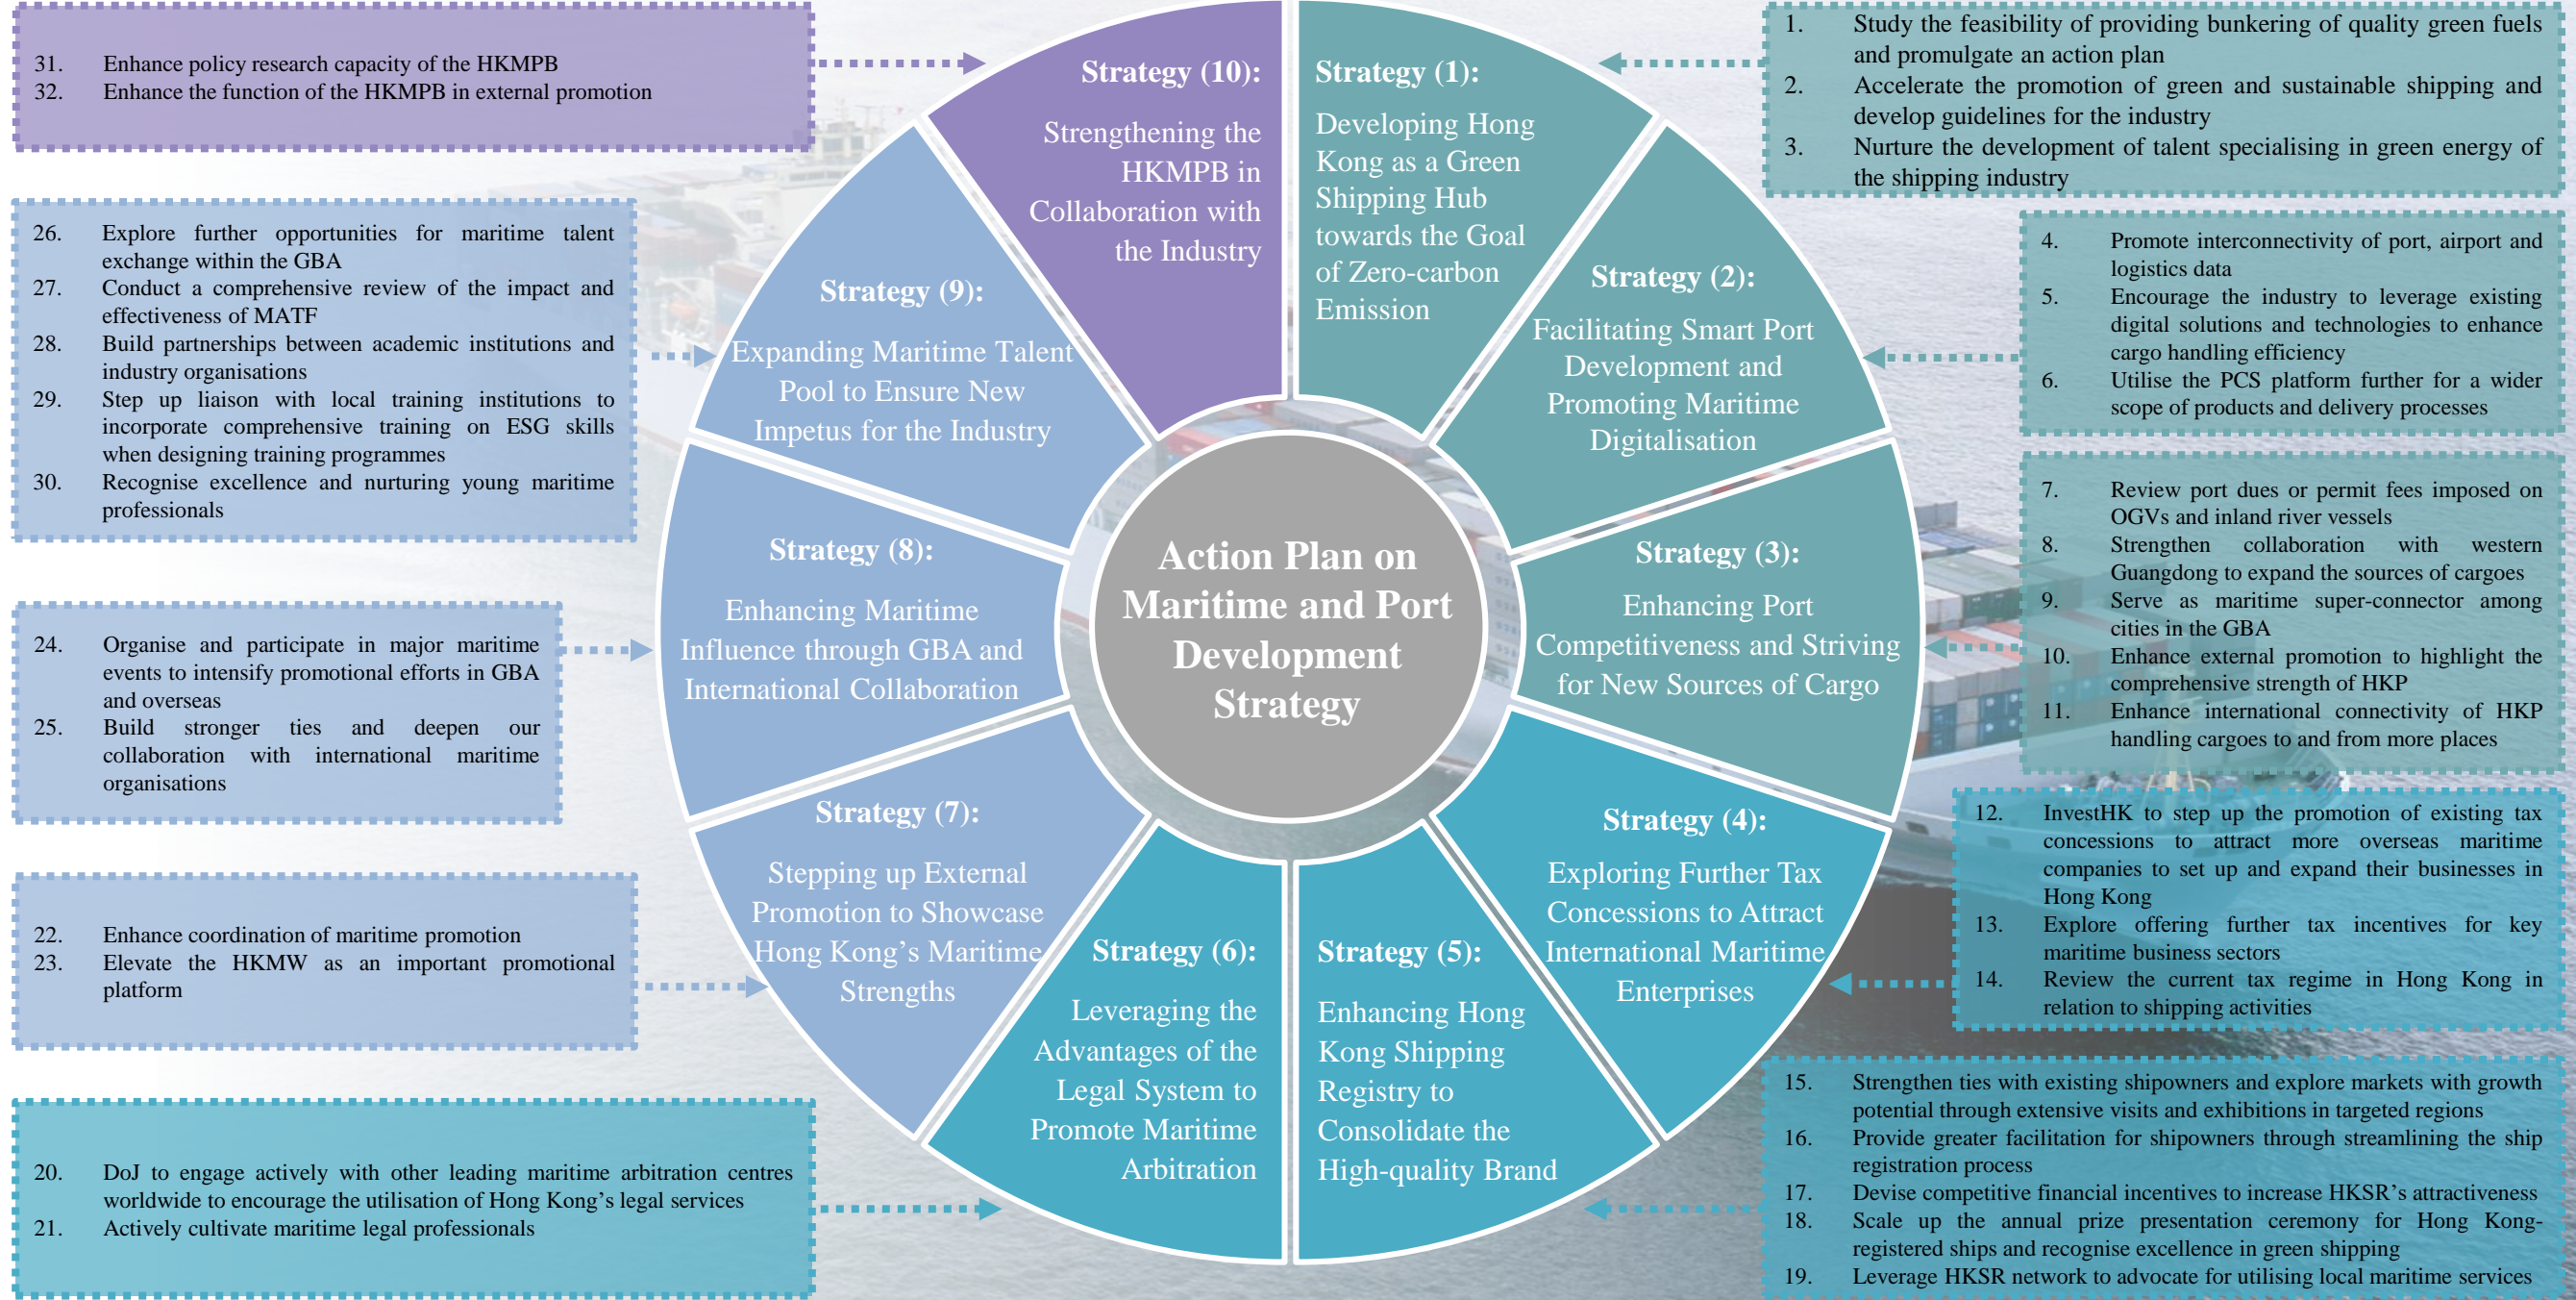 Action Plan on
Maritime and Port
Development
Strategy
Strategy (1):
Developing Hong
Kong as a Green
Shipping Hub
towards the Goal
of Zero-carbon
Emission
1. Study the feasibility of providing bunkering of quality green fuels
and promulgate an action plan
2. Accelerate the promotion of green and sustainable shipping and
develop guidelines for the industry
3. Nurture the development of talent specialising in green energy of
the shipping industry
Strategy (2):
Facilitating Smart Port
Development and
Promoting Maritime
Digitalisation
4. Promote interconnectivity of port, airport and
logistics data
5. Encourage the industry to leverage existing
digital solutions and technologies to enhance
cargo handling efficiency
6. Utilise the PCS platform further for a wider
scope of products and delivery processes
Strategy (3):
Enhancing Port
Competitiveness and Striving
for New Sources of Cargo
7. Review port dues or permit fees imposed on
OGVs and inland river vessels
8. Strengthen collaboration with western
Guangdong to expand the sources of cargoes
9. Serve as maritime super-connector among
cities in the GBA
10. Enhance external promotion to highlight the
comprehensive strength of HKP
11. Enhance international connectivity of HKP
handling cargoes to and from more places
Strategy (4):
Exploring Further Tax
Concessions to Attract
International Maritime
Enterprises
12. InvestHK to step up the promotion of existing tax
concessions to attract more overseas maritime
companies to set up and expand their businesses in
Hong Kong
13. Explore offering further tax incentives for key
maritime business sectors
14. Review the current tax regime in Hong Kong in
relation to shipping activities
Strategy (5):
Enhancing Hong
Kong Shipping
Registry to
Consolidate the
High-quality Brand
15. Strengthen ties with existing shipowners and explore markets with growth
potential through extensive visits and exhibitions in targeted regions
16. Provide greater facilitation for shipowners through streamlining the ship
registration process
17. Devise competitive financial incentives to increase HKSR's attractiveness
18. Scale up the annual prize presentation ceremony for Hong Kong-
registered ships and recognise excellence in green shipping
19. Leverage HKSR network to advocate for utilising local maritime services
Strategy (6):
Leveraging the
Advantages of the
Legal System to
Promote Maritime
Arbitration
20. DoJ to engage actively with other leading maritime arbitration centres
worldwide to encourage the utilisation of Hong Kong's legal services
21. Actively cultivate maritime legal professionals
Strategy (7):
Stepping up External
Promotion to Showcase
Hong Kong's Maritime
Strengths
22. Enhance coordination of maritime promotion
23. Elevate the HKMW as an important promotional
platform
Strategy (8):
Enhancing Maritime
Influence through GBA and
International Collaboration
24. Organise and participate in major maritime
events to intensify promotional efforts in GBA
and overseas
25. Build stronger ties and deepen our
collaboration with international maritime
organisations
Strategy (9):
Expanding Maritime Talent
Pool to Ensure New
Impetus for the Industry
26. Explore further opportunities for maritime talent
exchange within the GBA
27. Conduct a comprehensive review of the impact and
effectiveness of MATF
28. Build partnerships between academic institutions and
industry organisations
29. Step up liaison with local training institutions to
incorporate comprehensive training on ESG skills
when designing training programmes
30. Recognise excellence and nurturing young maritime
professionals
Strategy (10):
Strengthening the
HKMPB in
Collaboration with
the Industry
31. Enhance policy research capacity of the HKMPB
32. Enhance the function of the HKMPB in external promotion